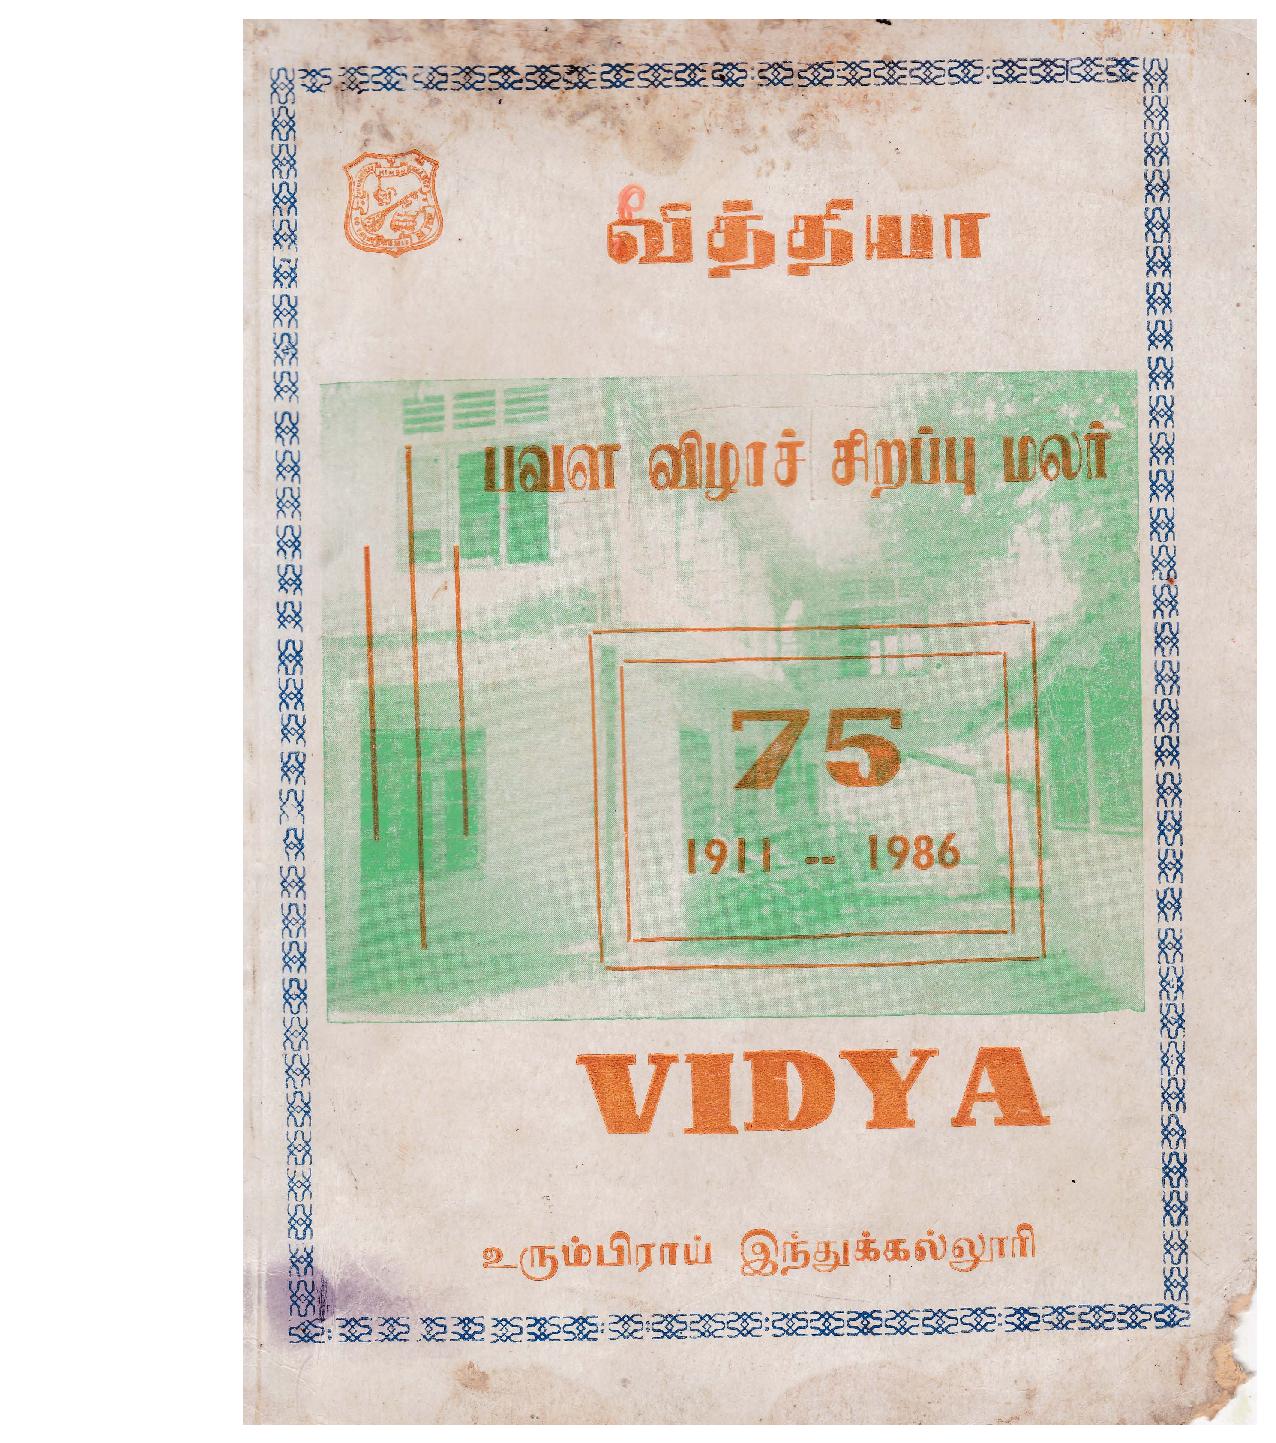 வித்தியா
பவள விழாச் சிறப்பு மலர்
75
1911 -- 1986
VIDYA
உரும்பிராய் இந்துக்கல்லூரி